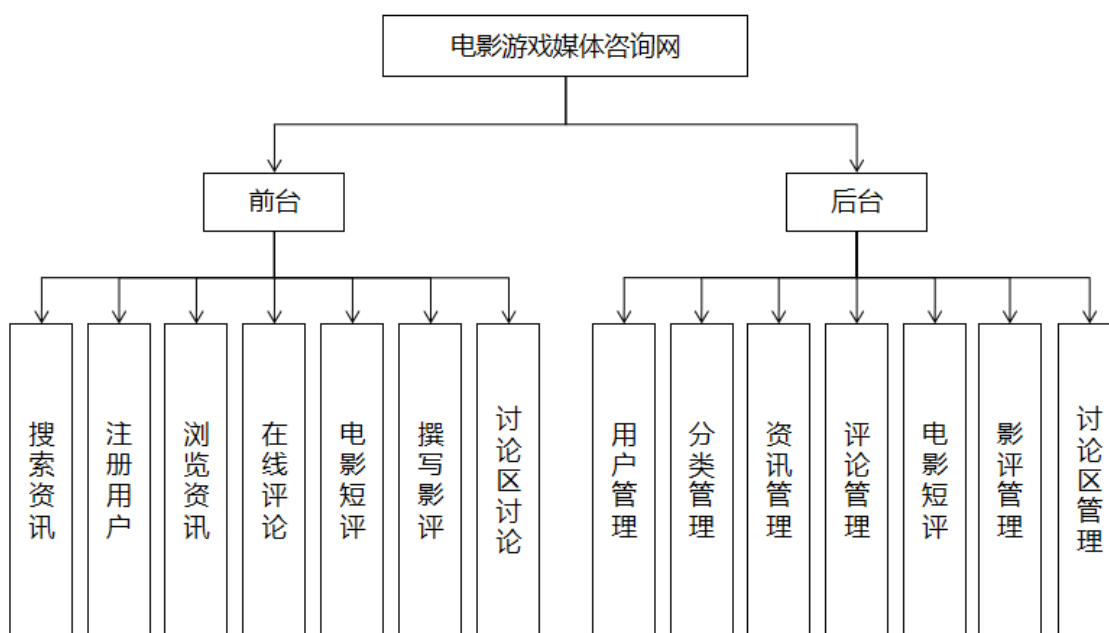 电影游戏媒体咨询网
前台
后台
搜索资讯
注册用户
浏览资讯
在线评论
电影短评
撰写影评
讨论区讨论
用户管理
分类管理
资讯管理
评论管理
电影短评
影评管理
讨论区管理